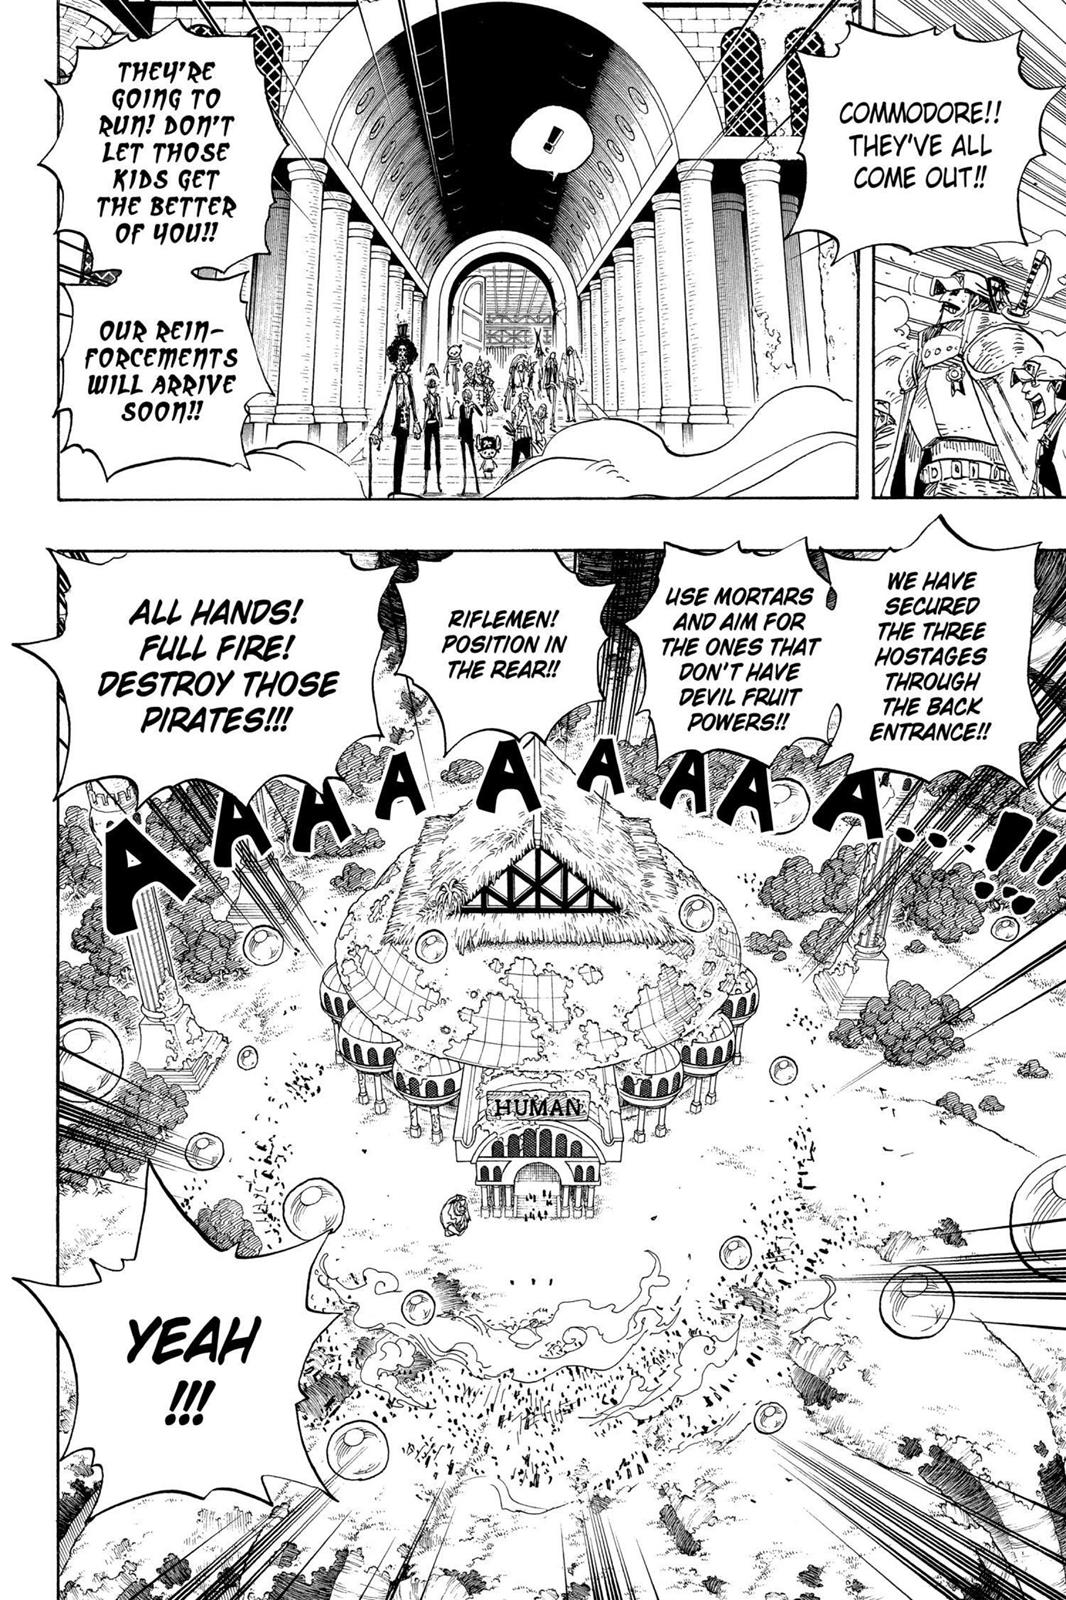 COMMODORE!!
THEY'VE ALL
COME OUT!!
!
THEY'RE
GOING TO
RUN! DON'T
LET THOSE
KIDS GET
THE BETTER
OF YOU!!
OUR REIN-
FORCEMENTS
WILL ARRIVE
SOON!!
WE HAVE
SECURED
THE THREE
HOSTAGES
THROUGH
THE BACK
ENTRANCE!!
USE MORTARS
AND AIM FOR
THE ONES THAT
DON'T HAVE
DEVIL FRUIT
POWERS!!
RIFLEMEN!
POSITION IN
THE REAR!!
ALL HANDS!
FULL FIRE!
DESTROY THOSE
PIRATES!!!
AAHAAAAAAA...!!!
HUMAN
YEAH
!!!